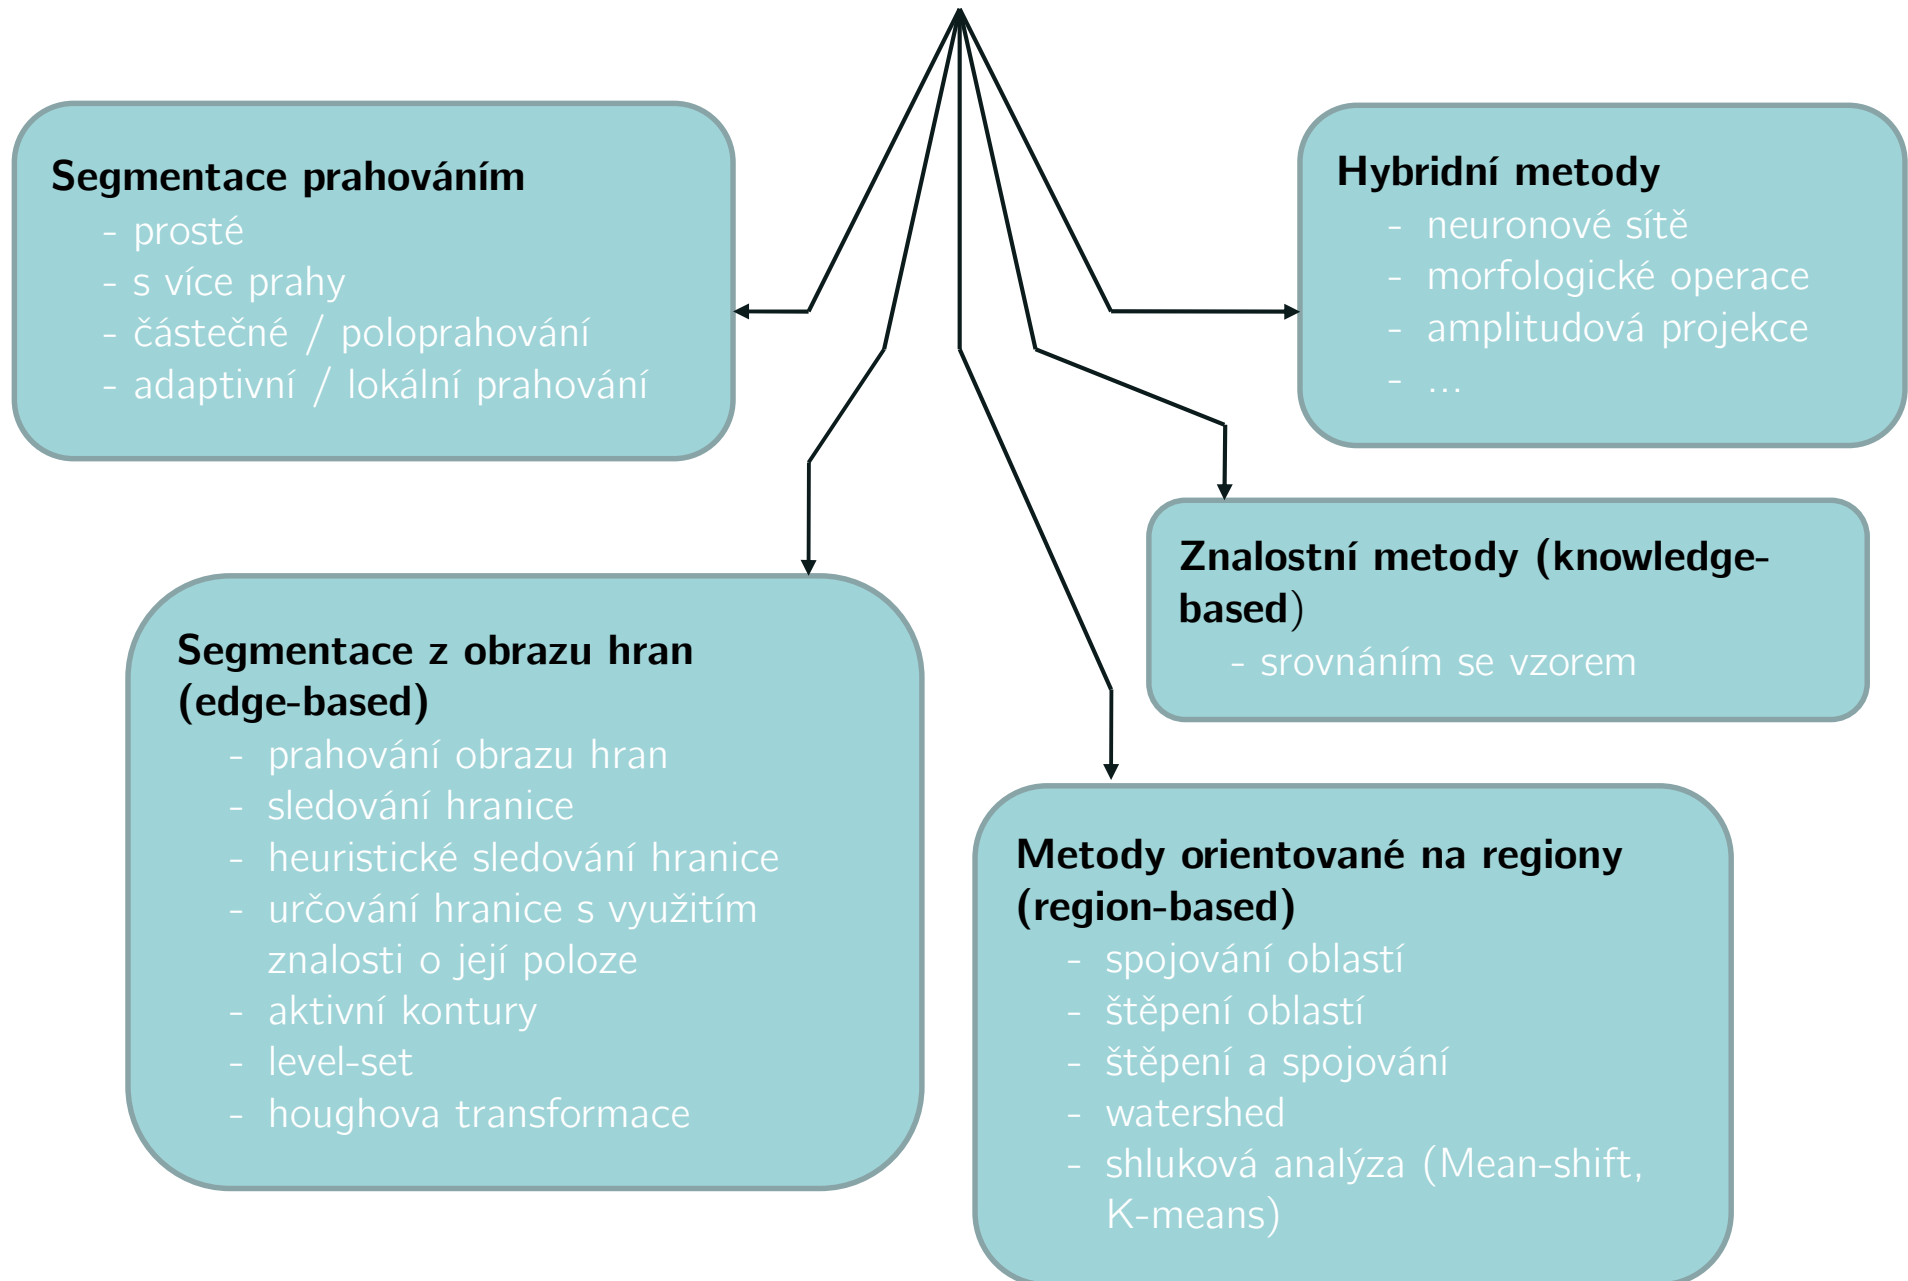 Segmentace prahováním
- prosté
- s více prahy
- částečné / poloprahování
- adaptivní / lokální prahování
Hybridní metody
- neuronové sítě
- morfologické operace
- amplitudová projekce
- ...
Znalostní metody (knowledge-
based)
- srovnáním se vzorem
Segmentace z obrazu hran
(edge-based)
- prahování obrazu hran
- sledování hranice
- heuristické sledování hranice
- určování hranice s využitím
znalosti o její poloze
- aktivní kontury
- level-set
- houghova transformace
Metody orientované na regiony
(region-based)
- spojování oblastí
- štěpení oblastí
- štěpení a spojování
- watershed
- shluková analýza (Mean-shift,
K-means)